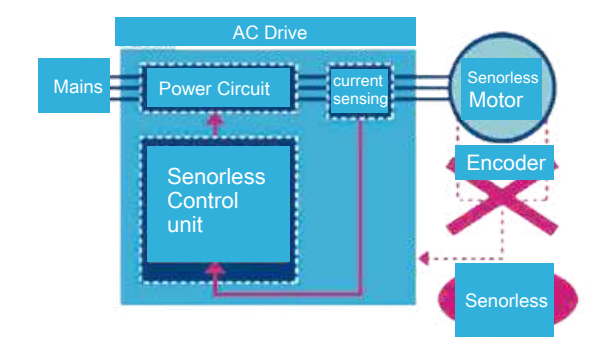 AC Drive
Mains
Power Circuit
current
sensing
Senorless
Motor
Encoder
Senorless
Control
unit
Senorless